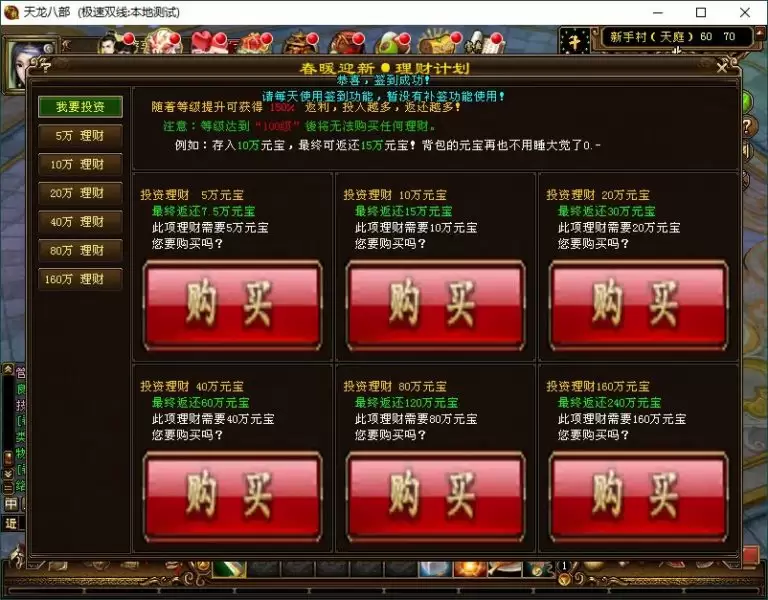 天龙八部 (极速双线:本地测试)
新手村(天庭) 60 70
春暖迎新●理财计划
恭喜,签到成功!
请每天使用签到功能,暂没有补签功能使用!
随着等级提升可获得 150% 返利,投入越多,返还越多!
注意:等级达到“100级”後将无法购买任何理财。
例如:存入10万元宝,最终可返还15万元宝! 背包的元宝再也不用睡大觉了0.-
我要投资
5万 理财
10万 理财
20万 理财
40万 理财
80万 理财
160万 理财
投资理财 5万元宝
最终返还7.5万元宝
此项理财需要5万元宝
您要购买吗?
购买
投资理财 10万元宝
最终返还15万元宝
此项理财需要10万元宝
您要购买吗?
购买
投资理财 20万元宝
最终返还30万元宝
此项理财需要20万元宝
您要购买吗?
购买
投资理财 40万元宝
最终返还60万元宝
此项理财需要40万元宝
您要购买吗?
购买
投资理财 80万元宝
最终返还120万元宝
此项理财需要80万元宝
您要购买吗?
购买
投资理财160万元宝
最终返还240万元宝
此项理财需要160万元宝
您要购买吗?
购买
甲
近
1